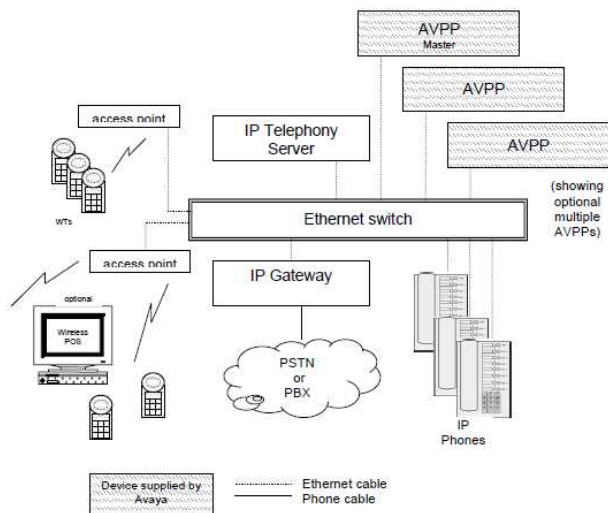 AVPP
Master
AVPP
AVPP
access point
IP Telephony
Server
WTs
(showing
optional
multiple
AVPPs)
Ethernet switch
access point
IP Gateway
optional
Wireless
POS
PSTN
or
PBX
IP
Phones
Device supplied by
Avaya
Ethernet cable
Phone cable